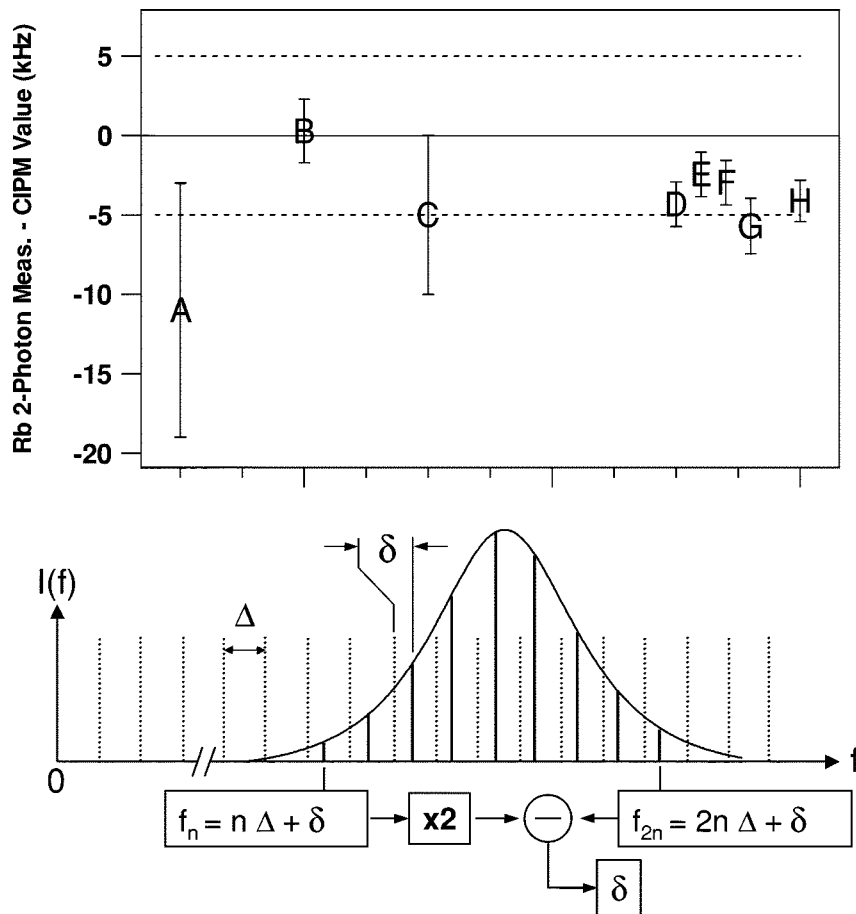 Rb 2-Photon Meas. - CIPM Value (kHz)
5
0
-5
-10
-15
-20
A
B
C
D
E
F
G
H
I(f)
Δ
δ
0
f
fₙ = n Δ + δ
x2
−
f₂ₙ = 2n Δ + δ
δ